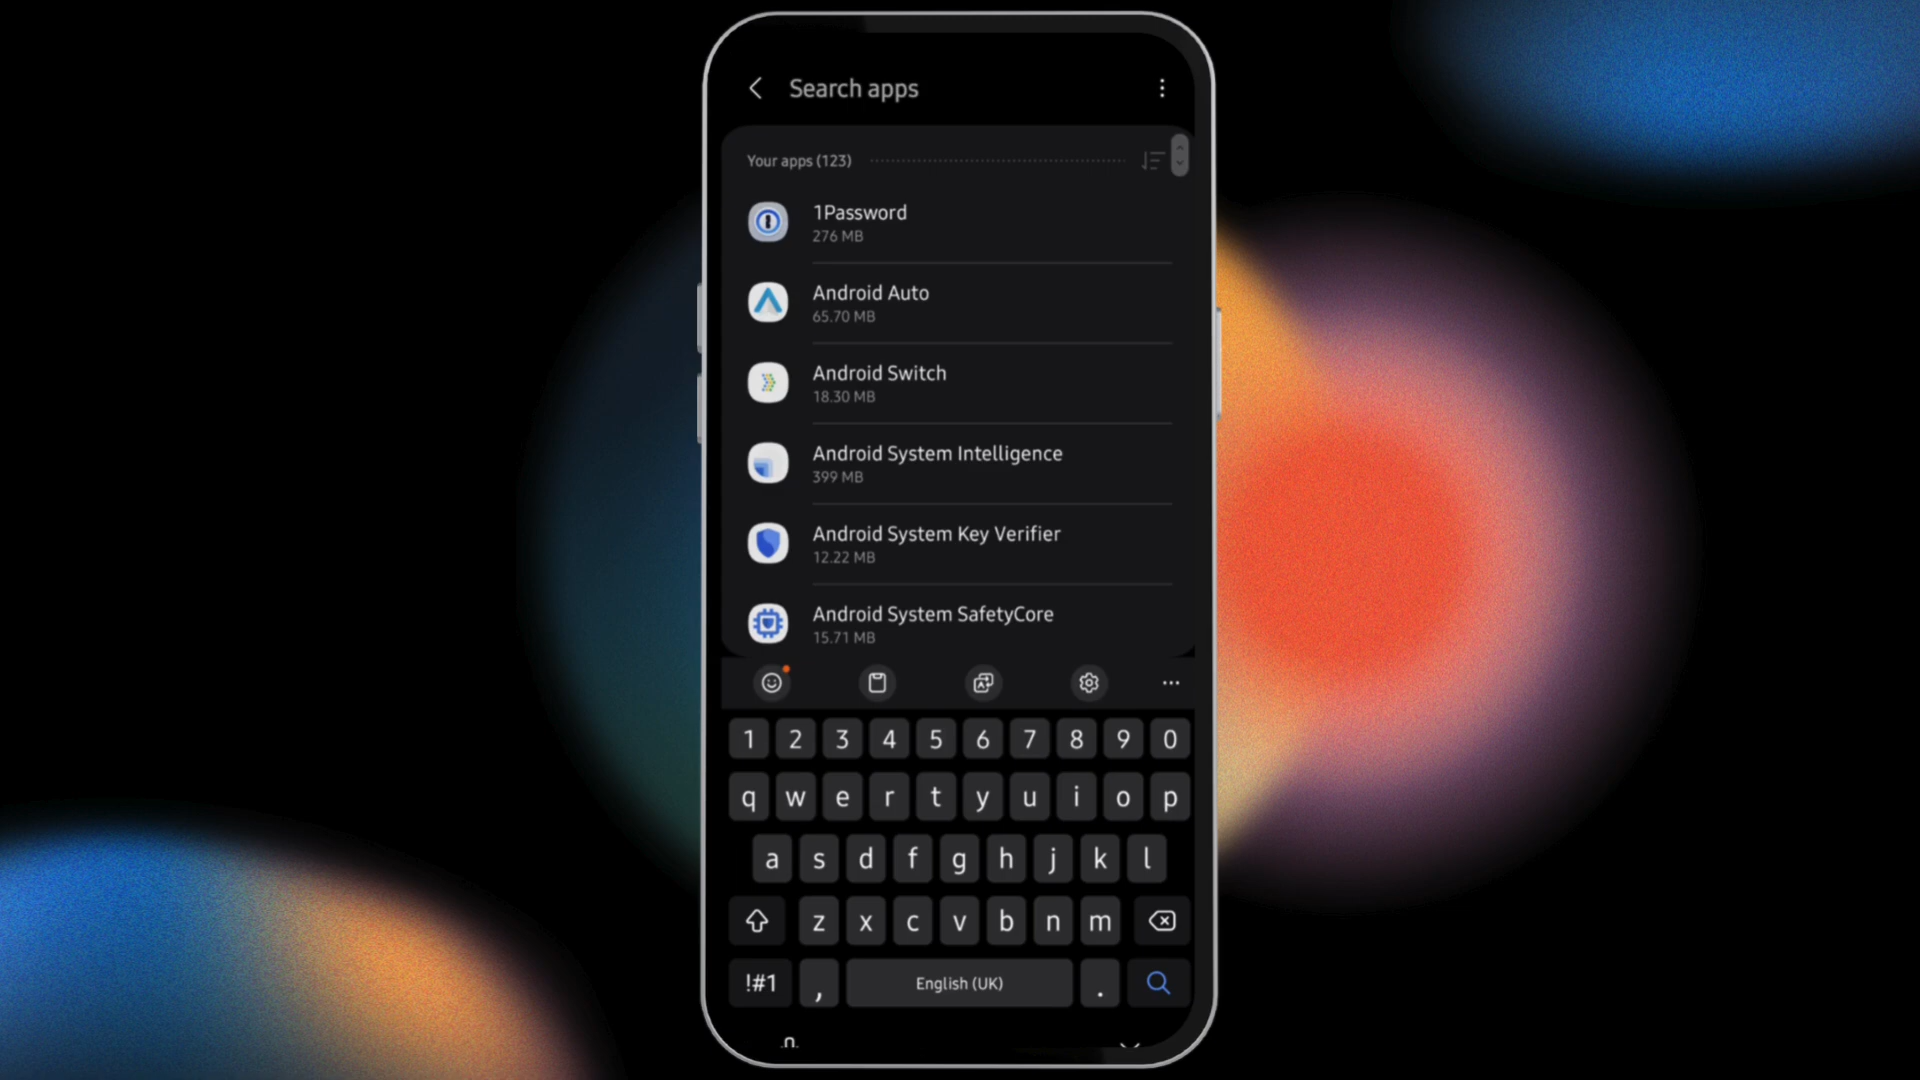 Search apps
Your apps (123)
1Password
276 MB
Android Auto
65.70 MB
Android Switch
18.30 MB
Android System Intelligence
399 MB
Android System Key Verifier
12.22 MB
Android System SafetyCore
15.71 MB
1 2 3 4 5 6 7 8 9 0
q w e r t y u i o p
a s d f g h j k l
z x c v b n m
!#1 , English (UK) .